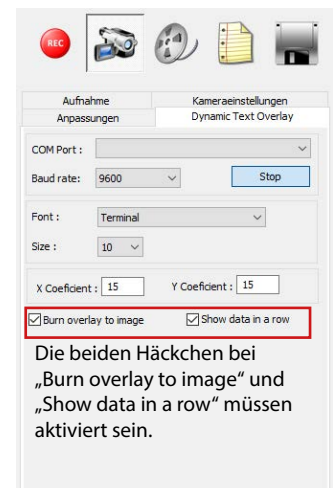 REC
Aufnahme Kameraeinstellungen
Anpassungen Dynamic Text Overlay
COM Port :
Baud rate: 9600 Stop
Font : Terminal
Size : 10
X Coeficient : 15 Y Coeficient : 15
Burn overlay to image Show data in a row
Die beiden Häckchen bei
„Burn overlay to image“ und
„Show data in a row“ müssen
aktiviert sein.